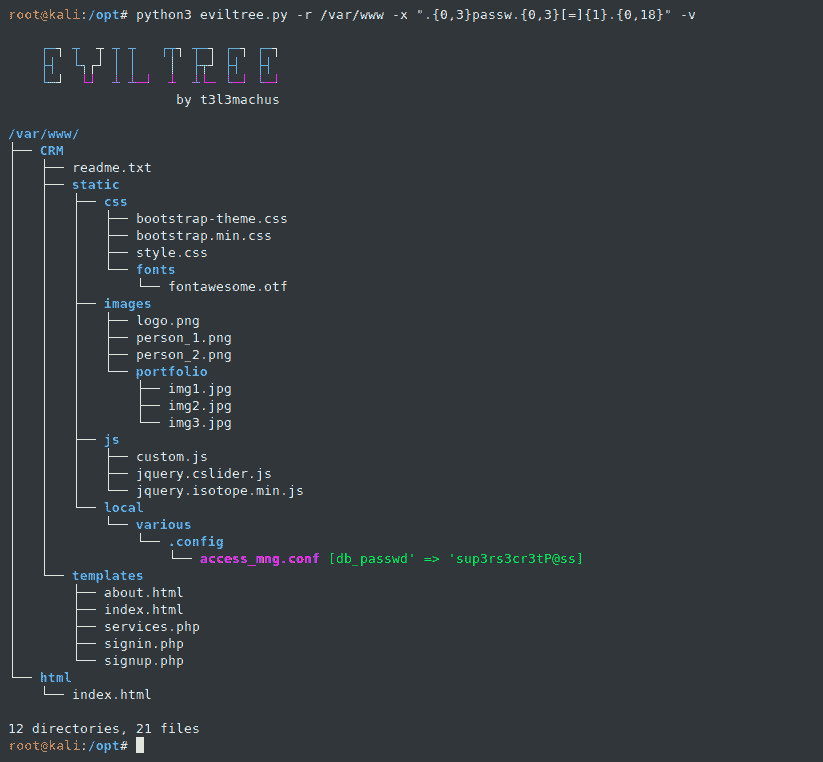 root@kali:/opt# python3 eviltree.py -r /var/www -x ".{0,3}passw.{0,3}[=]{1}.{0,18}" -v
EVIL TREE
by t3l3machus
/var/www/
├── CRM
│   ├── readme.txt
│   ├── static
│   │   ├── css
│   │   │   ├── bootstrap-theme.css
│   │   │   ├── bootstrap.min.css
│   │   │   ├── style.css
│   │   │   └── fonts
│   │   │       └── fontawesome.otf
│   │   ├── images
│   │   │   ├── logo.png
│   │   │   ├── person_1.png
│   │   │   ├── person_2.png
│   │   │   └── portfolio
│   │   │       ├── img1.jpg
│   │   │       ├── img2.jpg
│   │   │       └── img3.jpg
│   │   ├── js
│   │   │   ├── custom.js
│   │   │   ├── jquery.cslider.js
│   │   │   └── jquery.isotope.min.js
│   │   └── local
│   │       └── various
│   │           └── .config
│   │               └── access_mng.conf [db_passwd' => 'sup3rs3cr3tP@ss]
│   └── templates
│       ├── about.html
│       ├── index.html
│       ├── services.php
│       ├── signin.php
│       └── signup.php
└── html
    └── index.html
12 directories, 21 files
root@kali:/opt#